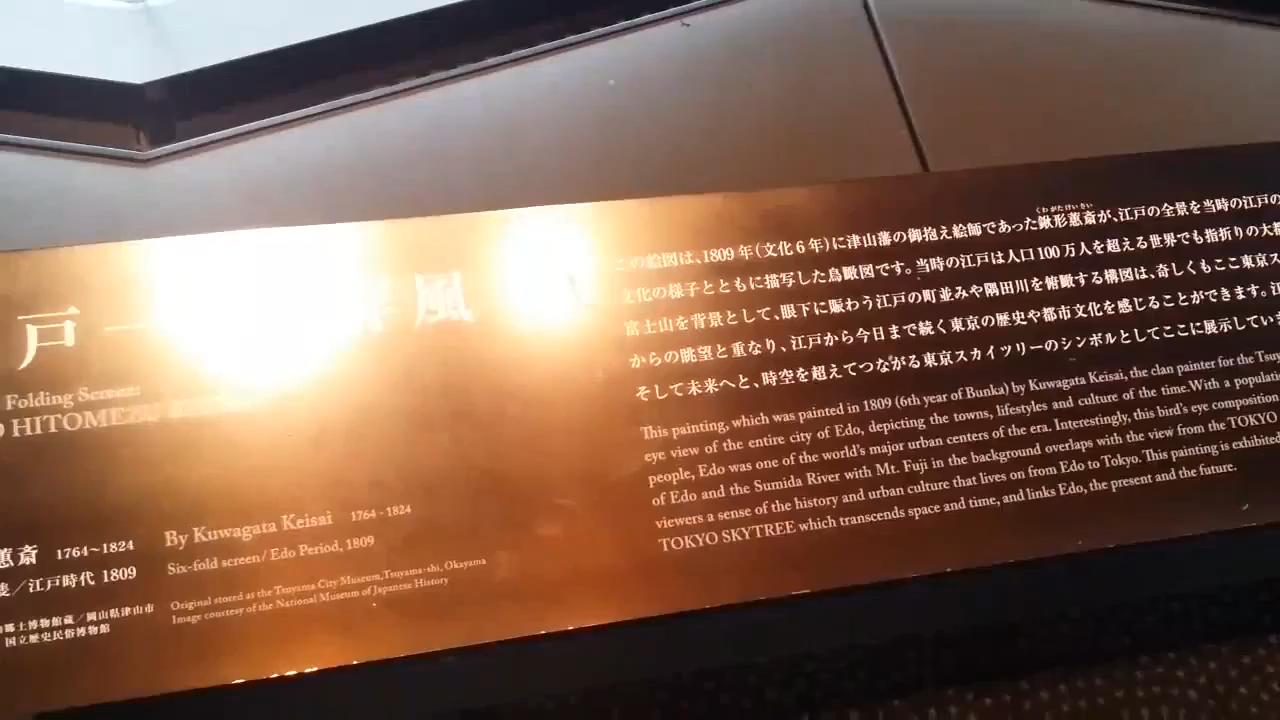 戸一 風
Folding Screen
HITOMEZU
蕙斎 1764~1824
/江戸時代 1809
郷土博物館蔵/岡山県津山市
国立歴史民俗博物館
By Kuwagata Keisai 1764 - 1824
Six-fold screen / Edo Period, 1809
Original stored as the Tsuyama City Museum,Tsuyama-shi, Okayama
Image courtesy of the National Museum of Japanese History
この絵図は、1809年(文化6年)に津山藩の御抱え絵師であった鍬形蕙斎が、江戸の全景を当時の江戸の
くわがたけいさい
文化の様子とともに描写した鳥瞰図です。当時の江戸は人口100万人を超える世界でも指折りの大
富士山を背景として、眼下に賑わう江戸の町並みや隅田川を俯瞰する構図は、奇しくもここ東京ス
からの眺望と重なり、江戸から今日まで続く東京の歴史や都市文化を感じることができます。江
そして未来へと、時空を超えてつながる東京スカイツリーのシンボルとしてここに展示していま
This painting, which was painted in 1809 (6th year of Bunka) by Kuwagata Keisai, the clan painter for the
eye view of the entire city of Edo, depicting the towns, lifestyles and culture of the time.With a
people, Edo was one of the world's major urban centers of the era. Interestingly, this bird's eye composition
of Edo and the Sumida River with Mt. Fuji in the background overlaps with the view from the TOKYO
viewers a sense of the history and urban culture that lives on from Edo to Tokyo. This painting is exhibited
TOKYO SKYTREE which transcends space and time, and links Edo, the present and the future.